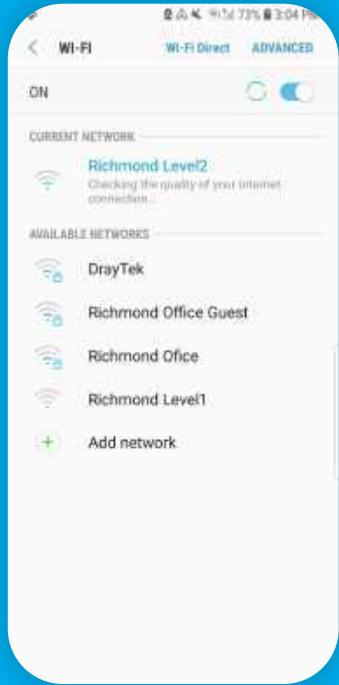 73% 3:04 PM
WI-FI Wi-Fi Direct ADVANCED
ON
CURRENT NETWORK
Richmond Level2
Checking the quality of your Internet
connection...
AVAILABLE NETWORKS
DrayTek
Richmond Office Guest
Richmond Ofice
Richmond Level1
Add network